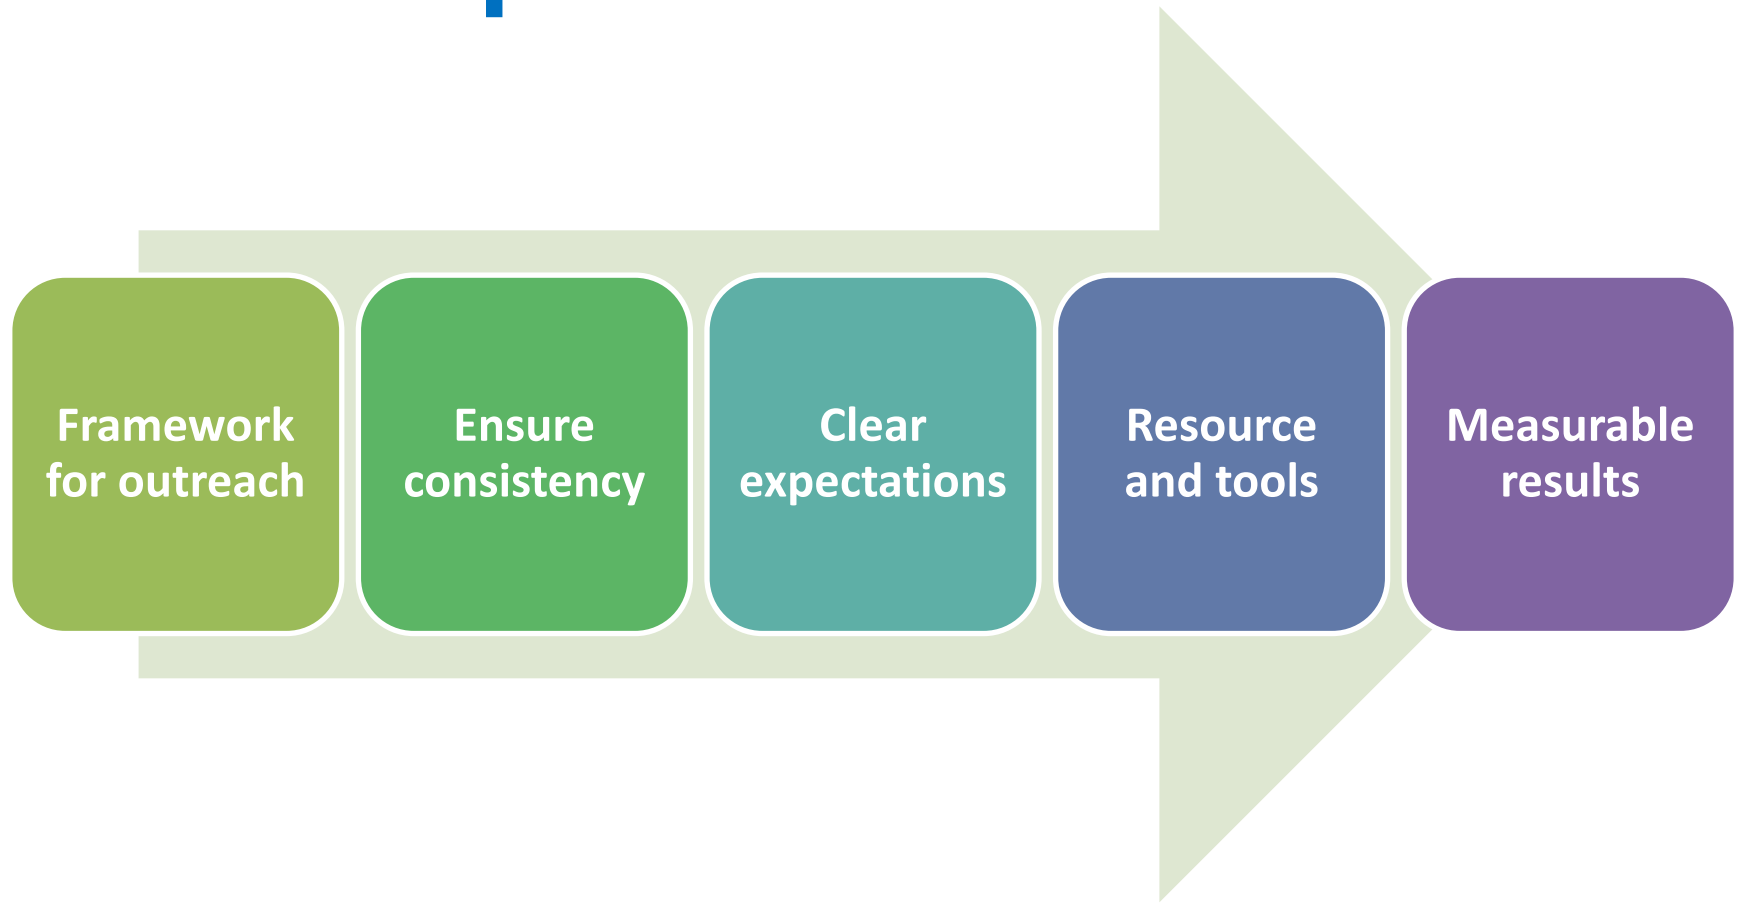 Framework
for outreach
Ensure
consistency
Clear
expectations
Resource
and tools
Measurable
results